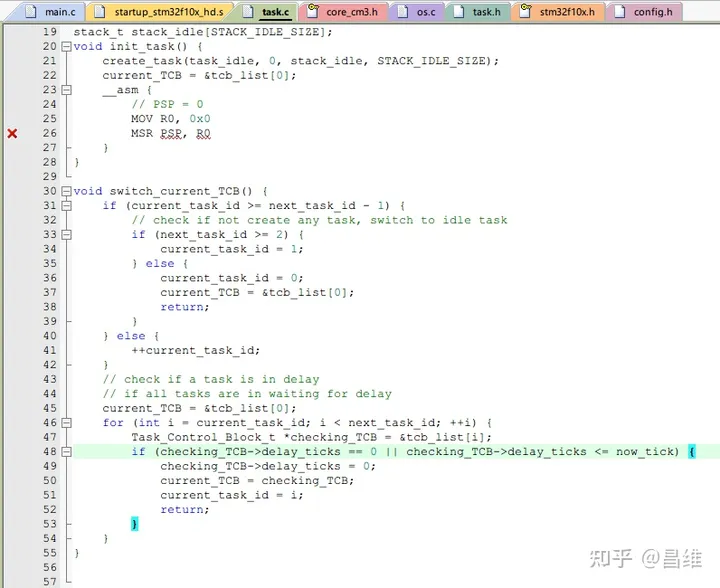 main.c startup_stm32f10x_hd.s task.c core_cm3.h os.c task.h stm32f10x.h config.h
19 stack_t stack_idle[STACK_IDLE_SIZE];
20 void init_task() {
21 create_task(task_idle, 0, stack_idle, STACK_IDLE_SIZE);
22 current_TCB = &tcb_list[0];
23 __asm {
24 // PSP = 0
25 MOV R0, 0x0
26 MSR PSP, R0
27 }
28 }
29
30 void switch_current_TCB() {
31 if (current_task_id >= next_task_id - 1) {
32 // check if not create any task, switch to idle task
33 if (next_task_id >= 2) {
34 current_task_id = 1;
35 } else {
36 current_task_id = 0;
37 current_TCB = &tcb_list[0];
38 return;
39 }
40 } else {
41 ++current_task_id;
42 }
43 // check if a task is in delay
44 // if all tasks are in waiting for delay
45 current_TCB = &tcb_list[0];
46 for (int i = current_task_id; i < next_task_id; ++i) {
47 Task_Control_Block_t *checking_TCB = &tcb_list[i];
48 if (checking_TCB->delay_ticks == 0 || checking_TCB->delay_ticks <= now_tick) {
49 checking_TCB->delay_ticks = 0;
50 current_TCB = checking_TCB;
51 current_task_id = i;
52 return;
53 }
54 }
55 }
56
57
知乎 @昌维